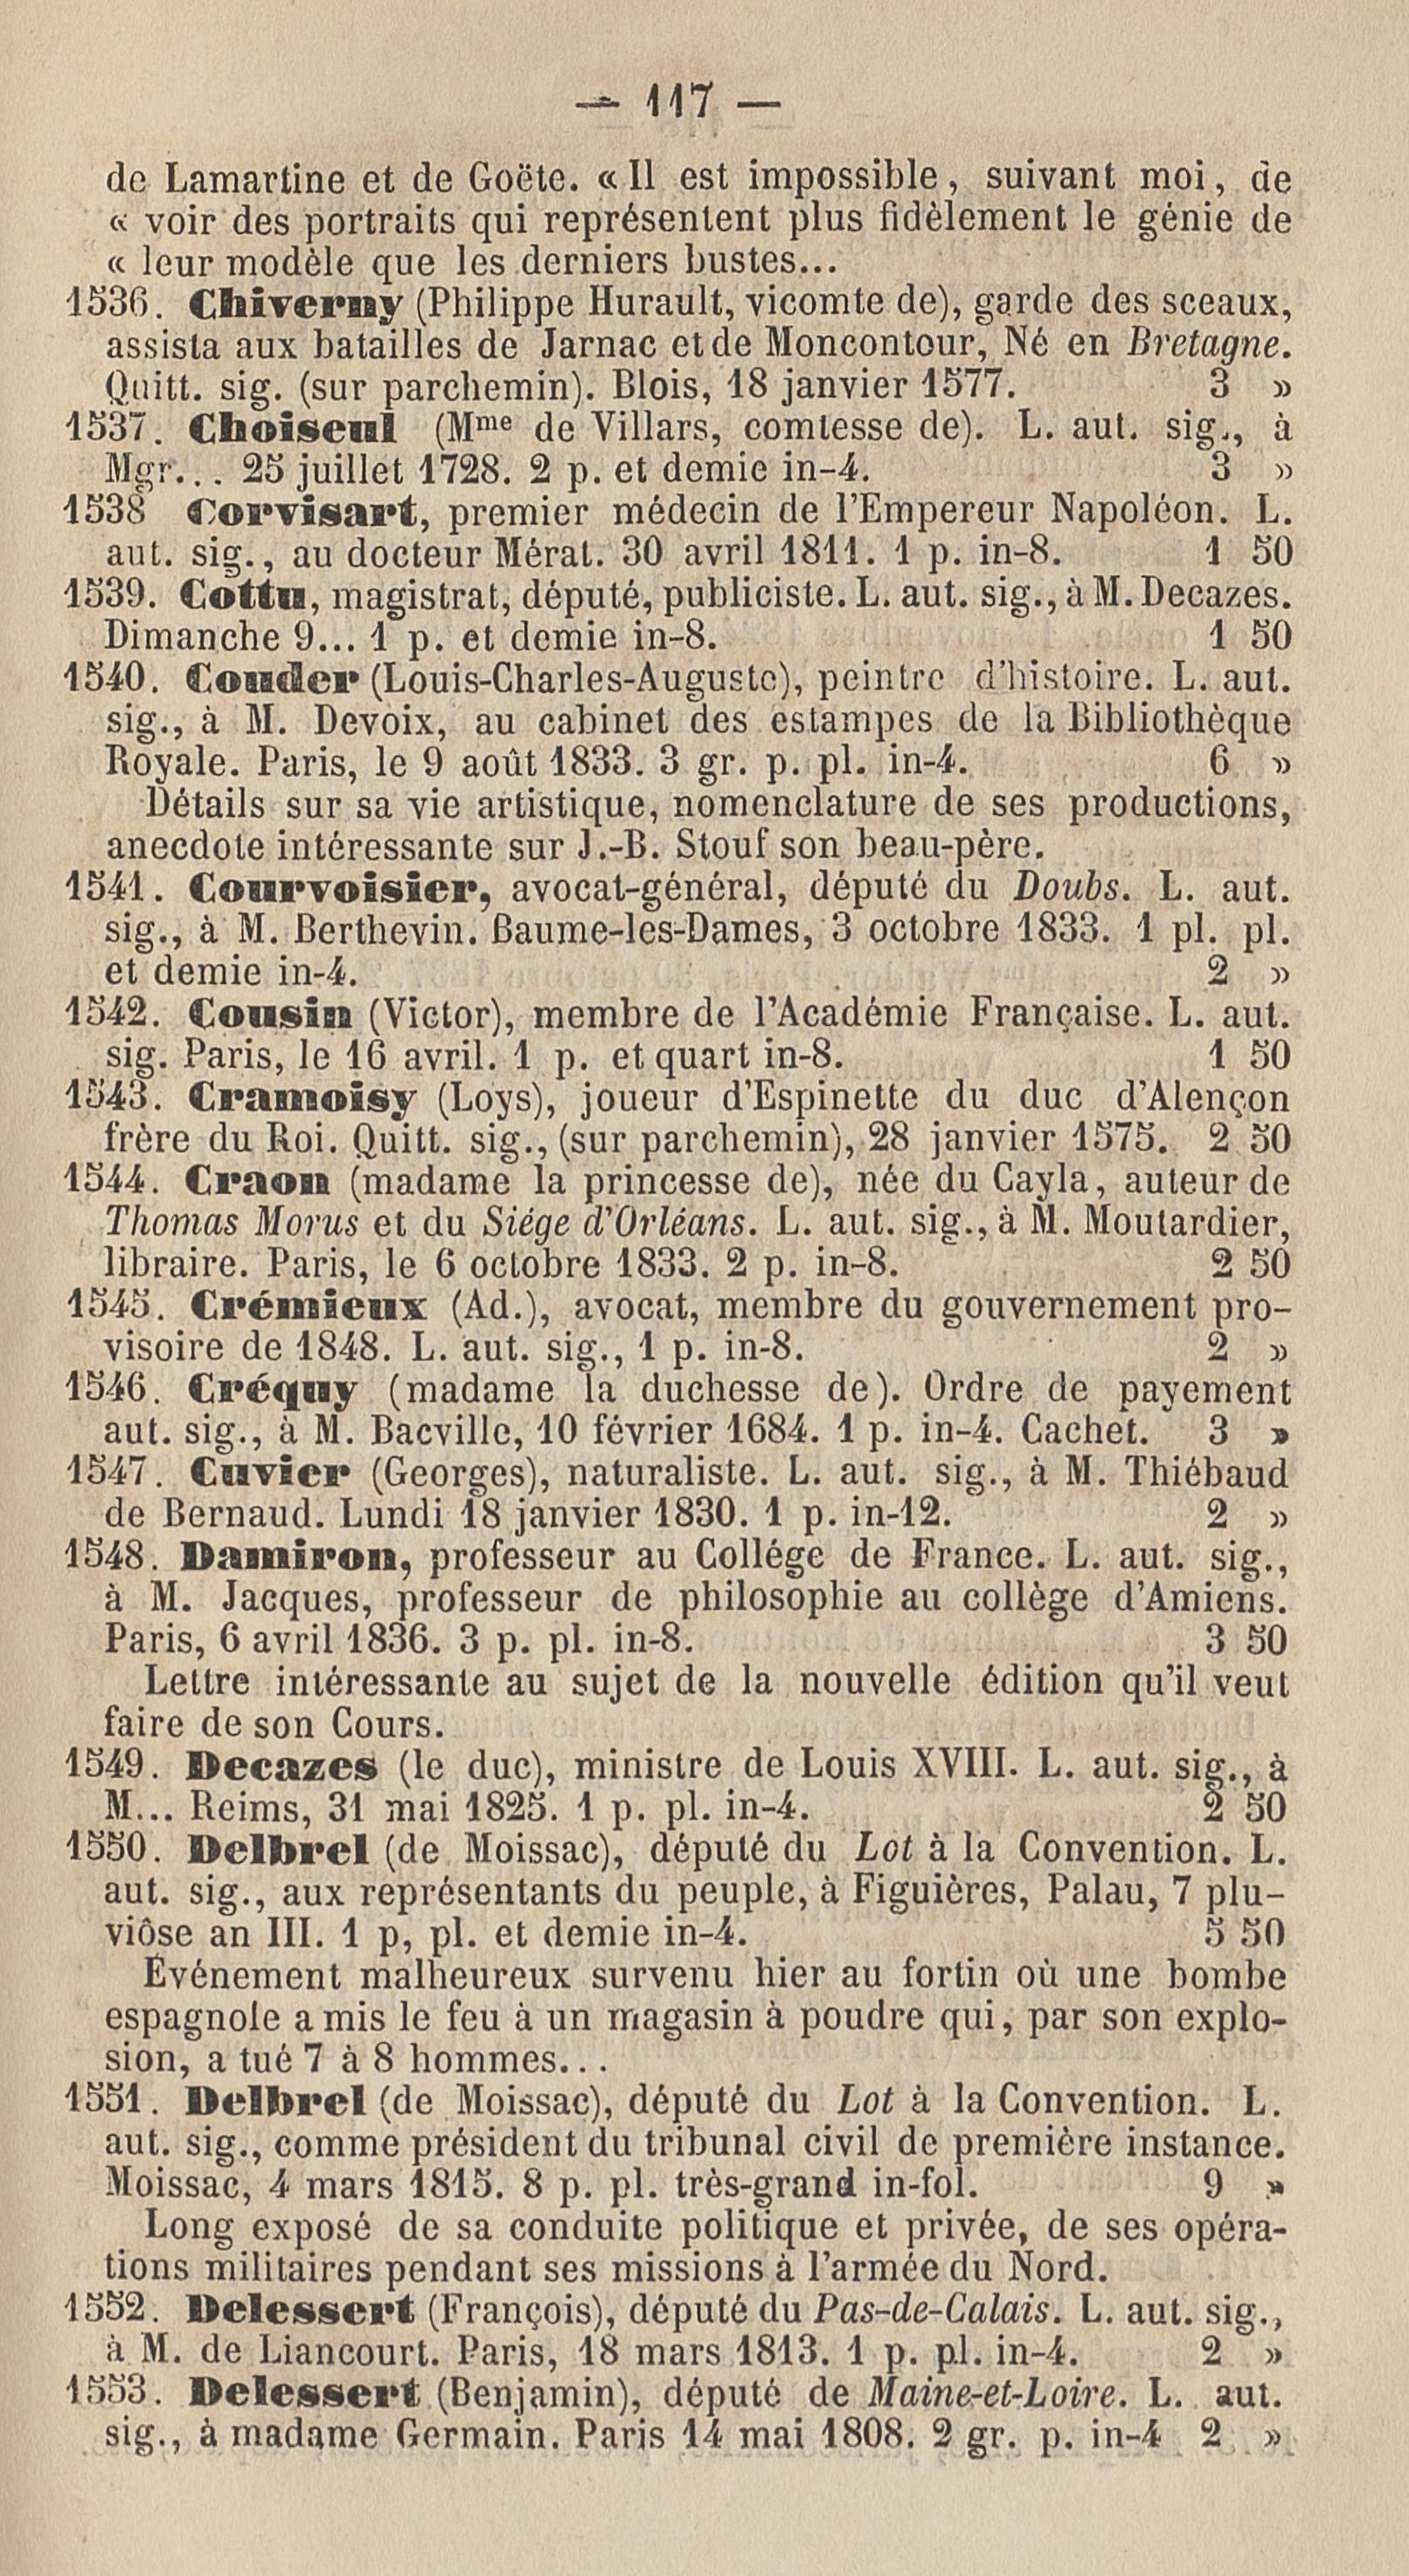 — 117 —
de Lamartine et de Goëte. « Il est impossible, suivant moi, de
« voir des portraits qui représentent plus fidèlement le génie de
« leur modèle que les derniers bustes...
1536. Chiverny (Philippe Hurault, vicomte de), garde des sceaux,
assista aux batailles de Jarnac et de Moncontour, Né en Bretagne.
Quitt. sig. (sur parchemin). Blois, 18 janvier 1577. 3 »
1537. Choiseul (Mme de Villars, comtesse de). L. aut. sig., à
Mgr... 25 juillet 1728. 2 p. et demie in-4. 3 »
1538 Corvisart, premier médecin de l'Empereur Napoléon. L.
aut. sig., au docteur Mérat. 30 avril 1811. 1 p. in-8. 1 50
1539. Cottu, magistrat, député, publiciste. L. aut. sig., à M. Decazes.
Dimanche 9... 1 p. et demie in-8. 1 50
1540. Couder (Louis-Charles-Auguste), peintre d'histoire. L. aut.
sig., à M. Devoix, au cabinet des estampes de la Bibliothèque
Royale. Paris, le 9 août 1833. 3 gr. p. pl. in-4. 6 »
Détails sur sa vie artistique, nomenclature de ses productions,
anecdote intéressante sur J.-B. Stouf son beau-père.
1541. Courvoisier, avocat-général, député du Doubs. L. aut.
sig., à M. Berthevin. Baume-les-Dames, 3 octobre 1833. 1 pl. pl.
et demie in-4. 2 »
1542. Cousin (Victor), membre de l'Académie Française. L. aut.
sig. Paris, le 16 avril. 1 p. et quart in-8. 1 50
1543. Cramoisy (Loys), joueur d'Espinette du duc d'Alençon
frère du Roi. Quitt. sig., (sur parchemin), 28 janvier 1575. 2 50
1544. Craon (madame la princesse de), née du Cayla, auteur de
Thomas Morus et du Siége d'Orléans. L. aut. sig., à M. Moutardier,
libraire. Paris, le 6 octobre 1833. 2 p. in-8. 2 50
1545. Crémieux (Ad.), avocat, membre du gouvernement pro-
visoire de 1848. L. aut. sig., 1 p. in-8. 2 »
1546. Créquy (madame la duchesse de). Ordre de payement
aut. sig., à M. Bacville, 10 février 1684. 1 p. in-4. Cachet. 3 »
1547. Cuvier (Georges), naturaliste. L. aut. sig., à M. Thiébaud
de Bernaud. Lundi 18 janvier 1830. 1 p. in-12. 2 »
1548. Damiron, professeur au Collége de France. L. aut. sig.,
à M. Jacques, professeur de philosophie au collège d'Amiens.
Paris, 6 avril 1836. 3 p. pl. in-8. 3 50
Lettre intéressante au sujet de la nouvelle édition qu'il veut
faire de son Cours.
1549. Decazes (le duc), ministre de Louis XVIII. L. aut. sig., à
M... Reims, 31 mai 1825. 1 p. pl. in-4. 2 50
1550. Delbrel (de Moissac), député du Lot à la Convention. L.
aut. sig., aux représentants du peuple, à Figuières, Palau, 7 plu-
viôse an III. 1 p, pl. et demie in-4. 5 50
Événement malheureux survenu hier au fortin où une bombe
espagnole a mis le feu à un magasin à poudre qui, par son explo-
sion, a tué 7 à 8 hommes...
1551. Delbrel (de Moissac), député du Lot à la Convention. L.
aut. sig., comme président du tribunal civil de première instance.
Moissac, 4 mars 1815. 8 p. pl. très-grand in-fol. 9 »
Long exposé de sa conduite politique et privée, de ses opéra-
tions militaires pendant ses missions à l'armée du Nord.
1552. Delessert (François), député du Pas-de-Calais. L. aut. sig.,
à M. de Liancourt. Paris, 18 mars 1813. 1 p. pl. in-4. 2 »
1553. Delessert (Benjamin), député de Maine-et-Loire. L. aut.
sig., à madame Germain. Paris 14 mai 1808. 2 gr. p. in-4 2 »